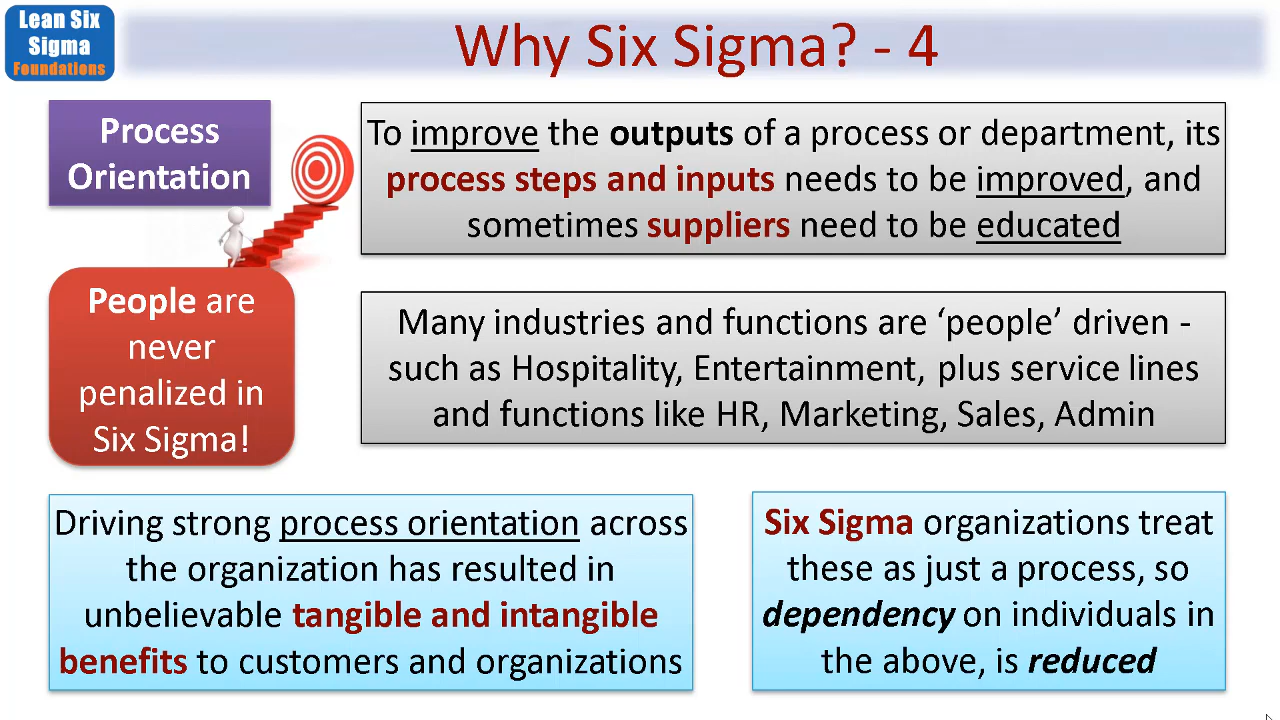 Lean Six
Sigma
Foundations
Why Six Sigma? - 4
Process
Orientation
To improve the outputs of a process or department, its
process steps and inputs needs to be improved, and
sometimes suppliers need to be educated
People are
never
penalized in
Six Sigma!
Many industries and functions are ‘people’ driven -
such as Hospitality, Entertainment, plus service lines
and functions like HR, Marketing, Sales, Admin
Driving strong process orientation across
the organization has resulted in
unbelievable tangible and intangible
benefits to customers and organizations
Six Sigma organizations treat
these as just a process, so
dependency on individuals in
the above, is reduced